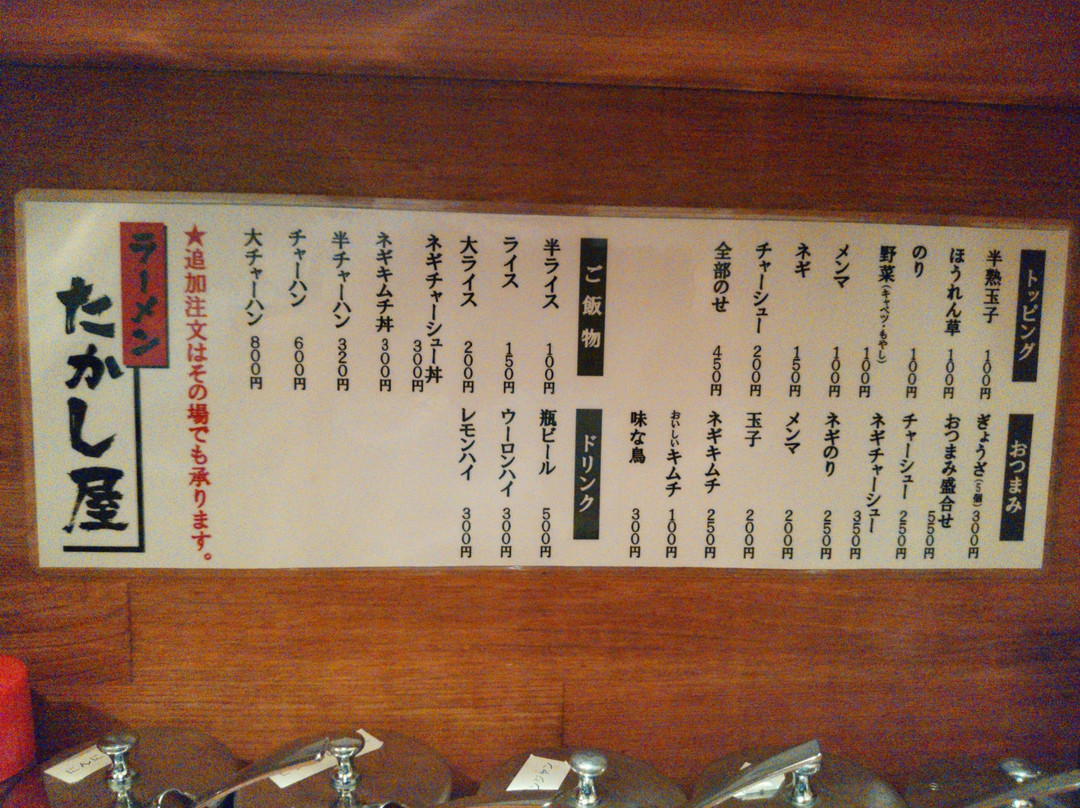 トッピング
半熟玉子 100円
ほうれん草 100円
のり 100円
野菜(キャベツ・もやし) 100円
メンマ 100円
ネギ 150円
チャーシュー 200円
全部のせ 450円
おつまみ
ぎょうざ(5個) 300円
おつまみ盛合せ 550円
チャーシュー 250円
ネギチャーシュー 350円
ネギのり 250円
メンマ 200円
玉子 200円
ネギキムチ 250円
おいしいキムチ 100円
味な鳥 300円
ご飯物
半ライス 100円
ライス 150円
大ライス 200円
ネギチャーシュー丼 300円
ネギキムチ丼 300円
半チャーハン 320円
チャーハン 600円
大チャーハン 800円
ドリンク
瓶ビール 500円
ウーロンハイ 300円
レモンハイ 300円
★追加注文はその場でも承ります。
ラーメン
たかし屋
にんに
ンジャン